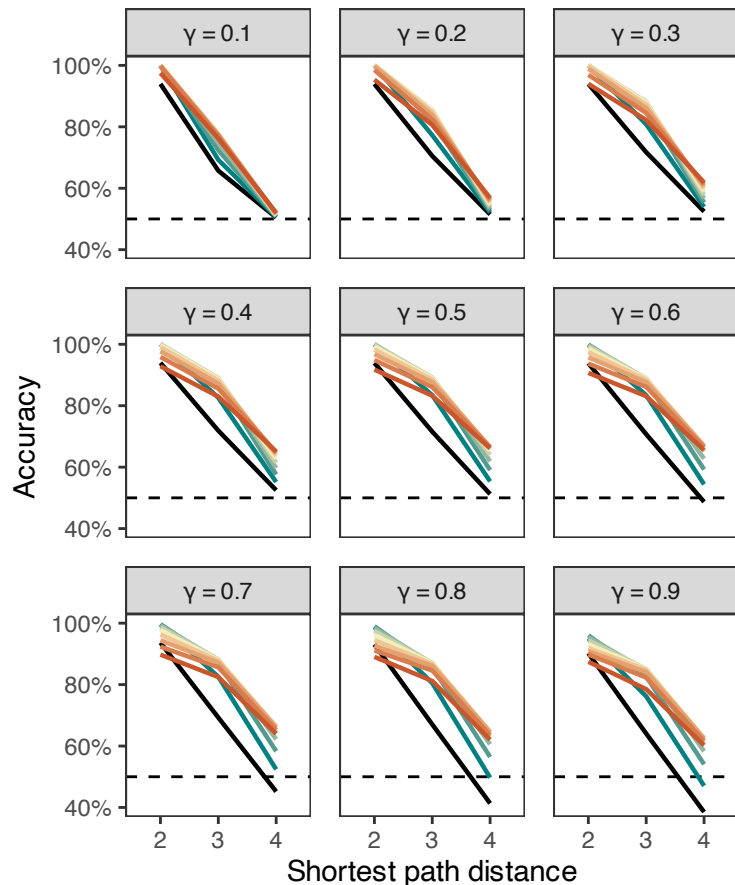 γ = 0.1
γ = 0.2
γ = 0.3
100%
80%
60%
40%
γ = 0.4
γ = 0.5
γ = 0.6
100%
80%
60%
40%
Accuracy
γ = 0.7
γ = 0.8
γ = 0.9
100%
80%
60%
40%
2 3 4
2 3 4
2 3 4
Shortest path distance